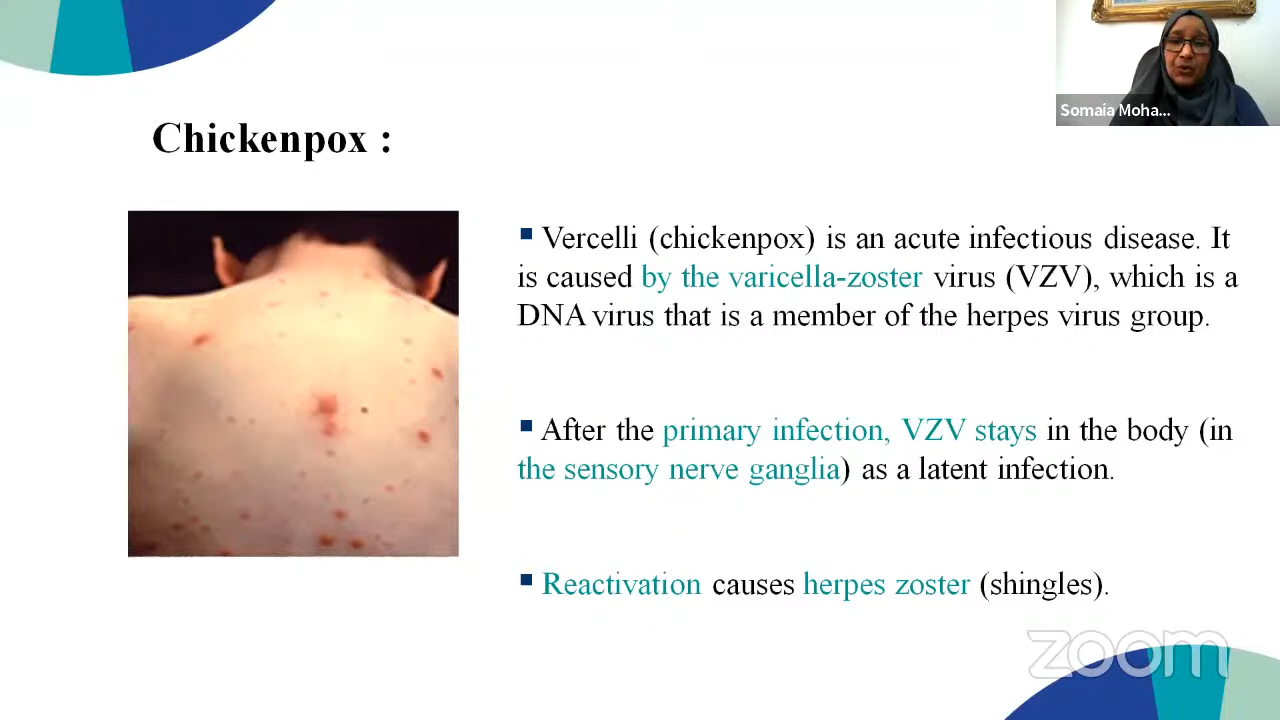 Somaia Moha...
Chickenpox :
▪ Vercelli (chickenpox) is an acute infectious disease. It
is caused by the varicella-zoster virus (VZV), which is a
DNA virus that is a member of the herpes virus group.
▪ After the primary infection, VZV stays in the body (in
the sensory nerve ganglia) as a latent infection.
▪ Reactivation causes herpes zoster (shingles).
zoom